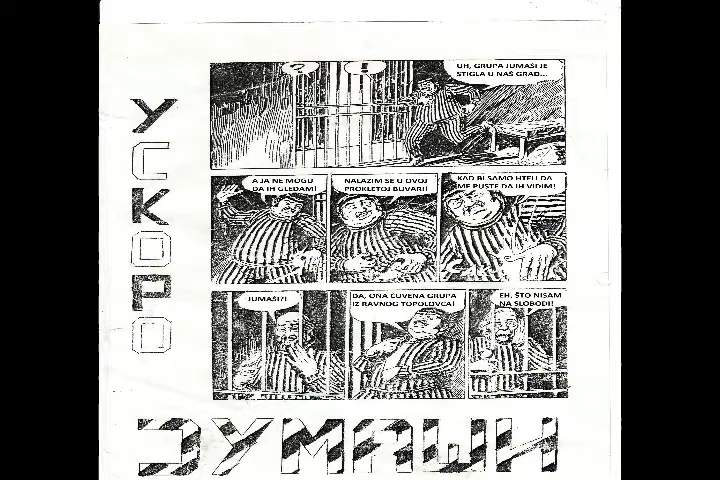 УСКОРО
?
!
UH, GRUPA JUMAŠI JE
STIGLA U NAŠ GRAD...
A JA NE MOGU
DA IH GLEDAM!
NALAZIM SE U OVOJ
PROKLETOJ BUVARI!
KAD BI SAMO HTELI DA
ME PUSTE DA IH VIDIM!
JUMAŠI?!
DA, ONA ČUVENA GRUPA
IZ RAVNOG TOPOLOVCA!
EH, ŠTO NISAM
NA SLOBODI!
ЈУМАШИ